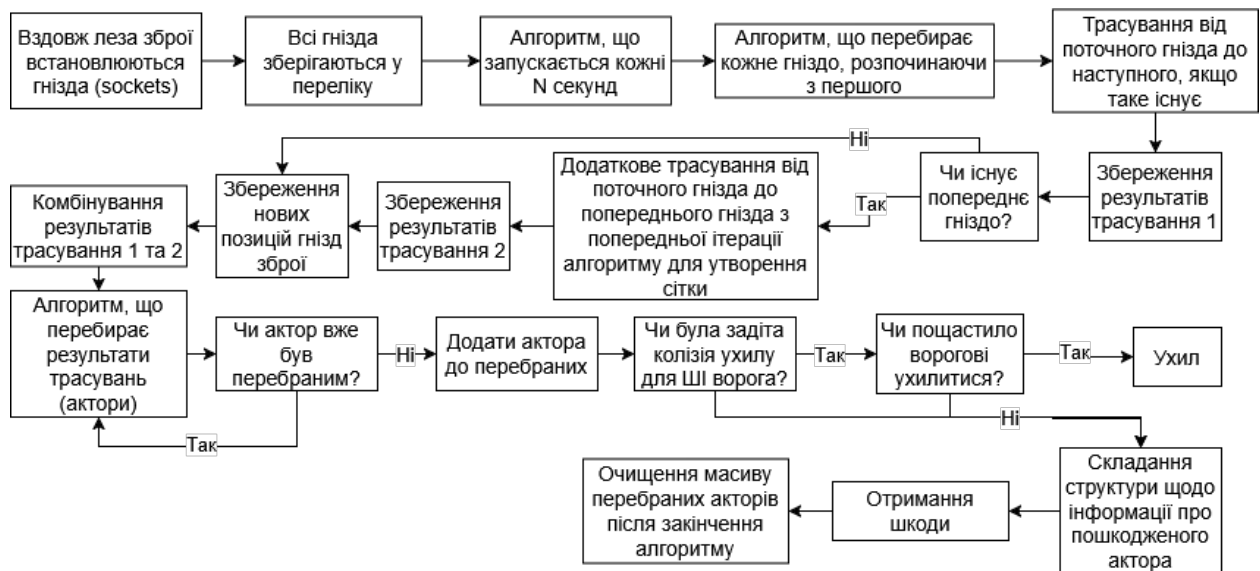 Вздовж леза зброї
встановлюються
гнізда (sockets)
Всі гнізда
зберігаються у
переліку
Алгоритм, що
запускається кожні
N секунд
Алгоритм, що перебирає
кожне гніздо, розпочинаючи
з першого
Трасування від
поточного гнізда до
наступного, якщо
таке існує
Збереження
результатів
трасування 1
Чи існує
попереднє
гніздо?
Ні
Так
Додаткове трасування від
поточного гнізда до
попереднього гнізда з
попередньої ітерації
алгоритму для утворення
сітки
Збереження
результатів
трасування 2
Збереження
нових
позицій гнізд
зброї
Комбінування
результатів
трасування 1 та 2
Алгоритм, що
перебирає
результати
трасувань
(актори)
Чи актор вже
був
перебраним?
Так
Ні
Додати актора
до перебраних
Чи була задіта
колізія ухилу
для ШІ ворога?
Так
Чи пощастило
ворогові
ухилитися?
Так
Ухил
Ні
Складання
структури щодо
інформації про
пошкодженого
актора
Отримання
шкоди
Очищення масиву
перебраних акторів
після закінчення
алгоритму